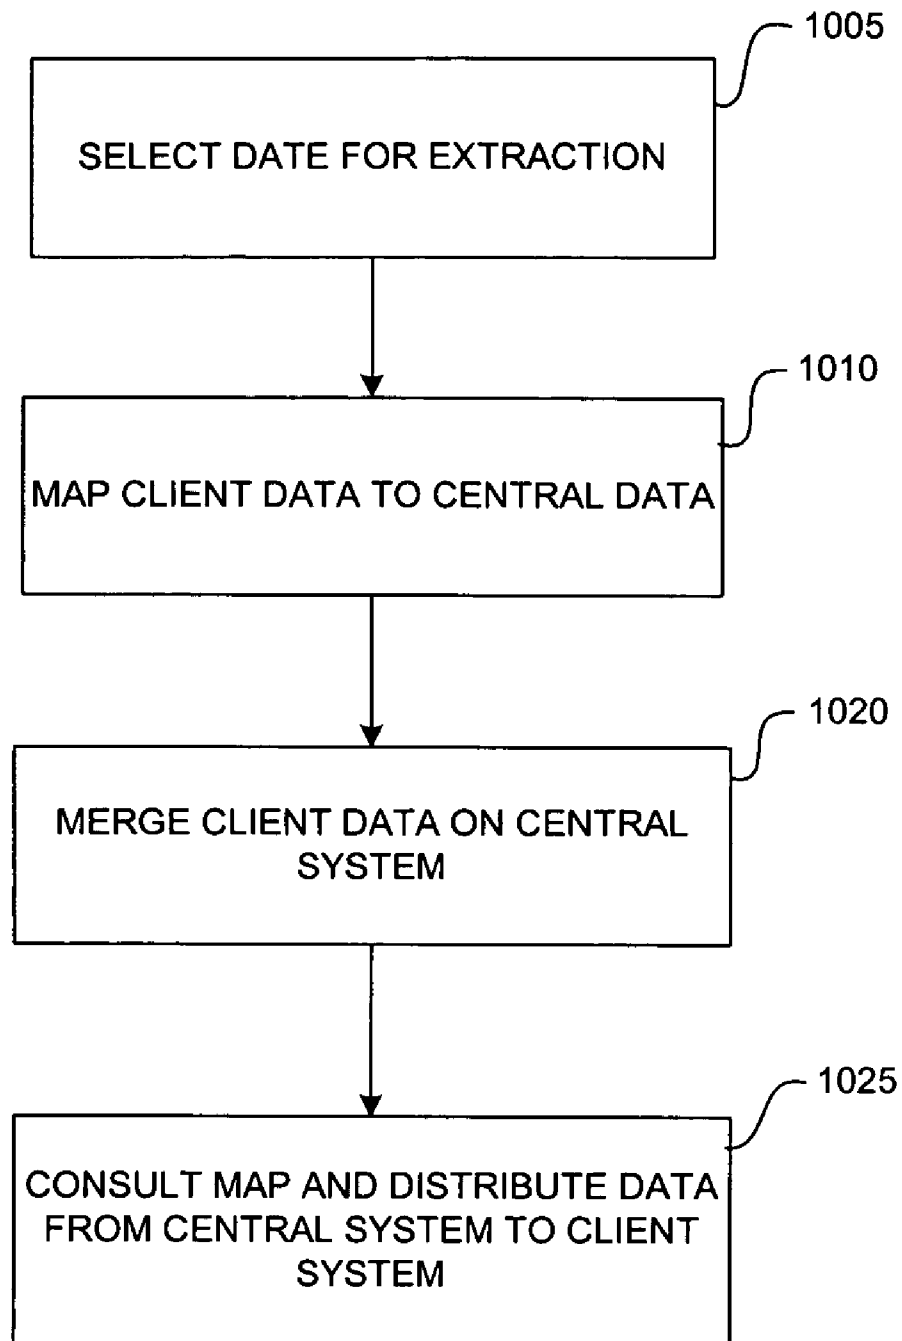 1005
SELECT DATE FOR EXTRACTION
1010
MAP CLIENT DATA TO CENTRAL DATA
1020
MERGE CLIENT DATA ON CENTRAL
SYSTEM
1025
CONSULT MAP AND DISTRIBUTE DATA
FROM CENTRAL SYSTEM TO CLIENT
SYSTEM